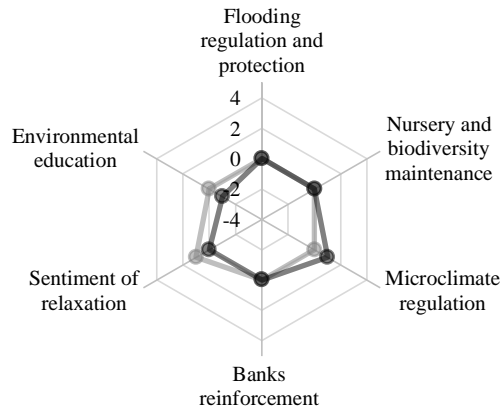 Flooding
regulation and
protection
4
2
0
-2
-4
Nursery and
biodiversity
maintenance
Microclimate
regulation
Banks
reinforcement
Sentiment of
relaxation
Environmental
education